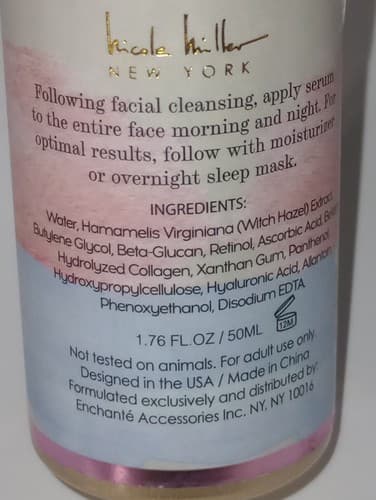 Nicole Miller
NEW YORK
Following facial cleansing, apply serum
to the entire face morning and night. For
optimal results, follow with moisturizer
or overnight sleep mask.
INGREDIENTS:
Water, Hamamelis Virginiana (Witch Hazel) Extract,
Butylene Glycol, Beta-Glucan, Retinol, Ascorbic Acid,
Hydrolyzed Collagen, Xanthan Gum, Panthenol,
Hydroxypropylcellulose, Hyaluronic Acid,
Phenoxyethanol, Disodium EDTA.
12M
1.76 FL.OZ / 50ML
Not tested on animals. For adult use only.
Designed in the USA / Made in China
Formulated exclusively and distributed by:
Enchanté Accessories Inc. NY, NY 10016